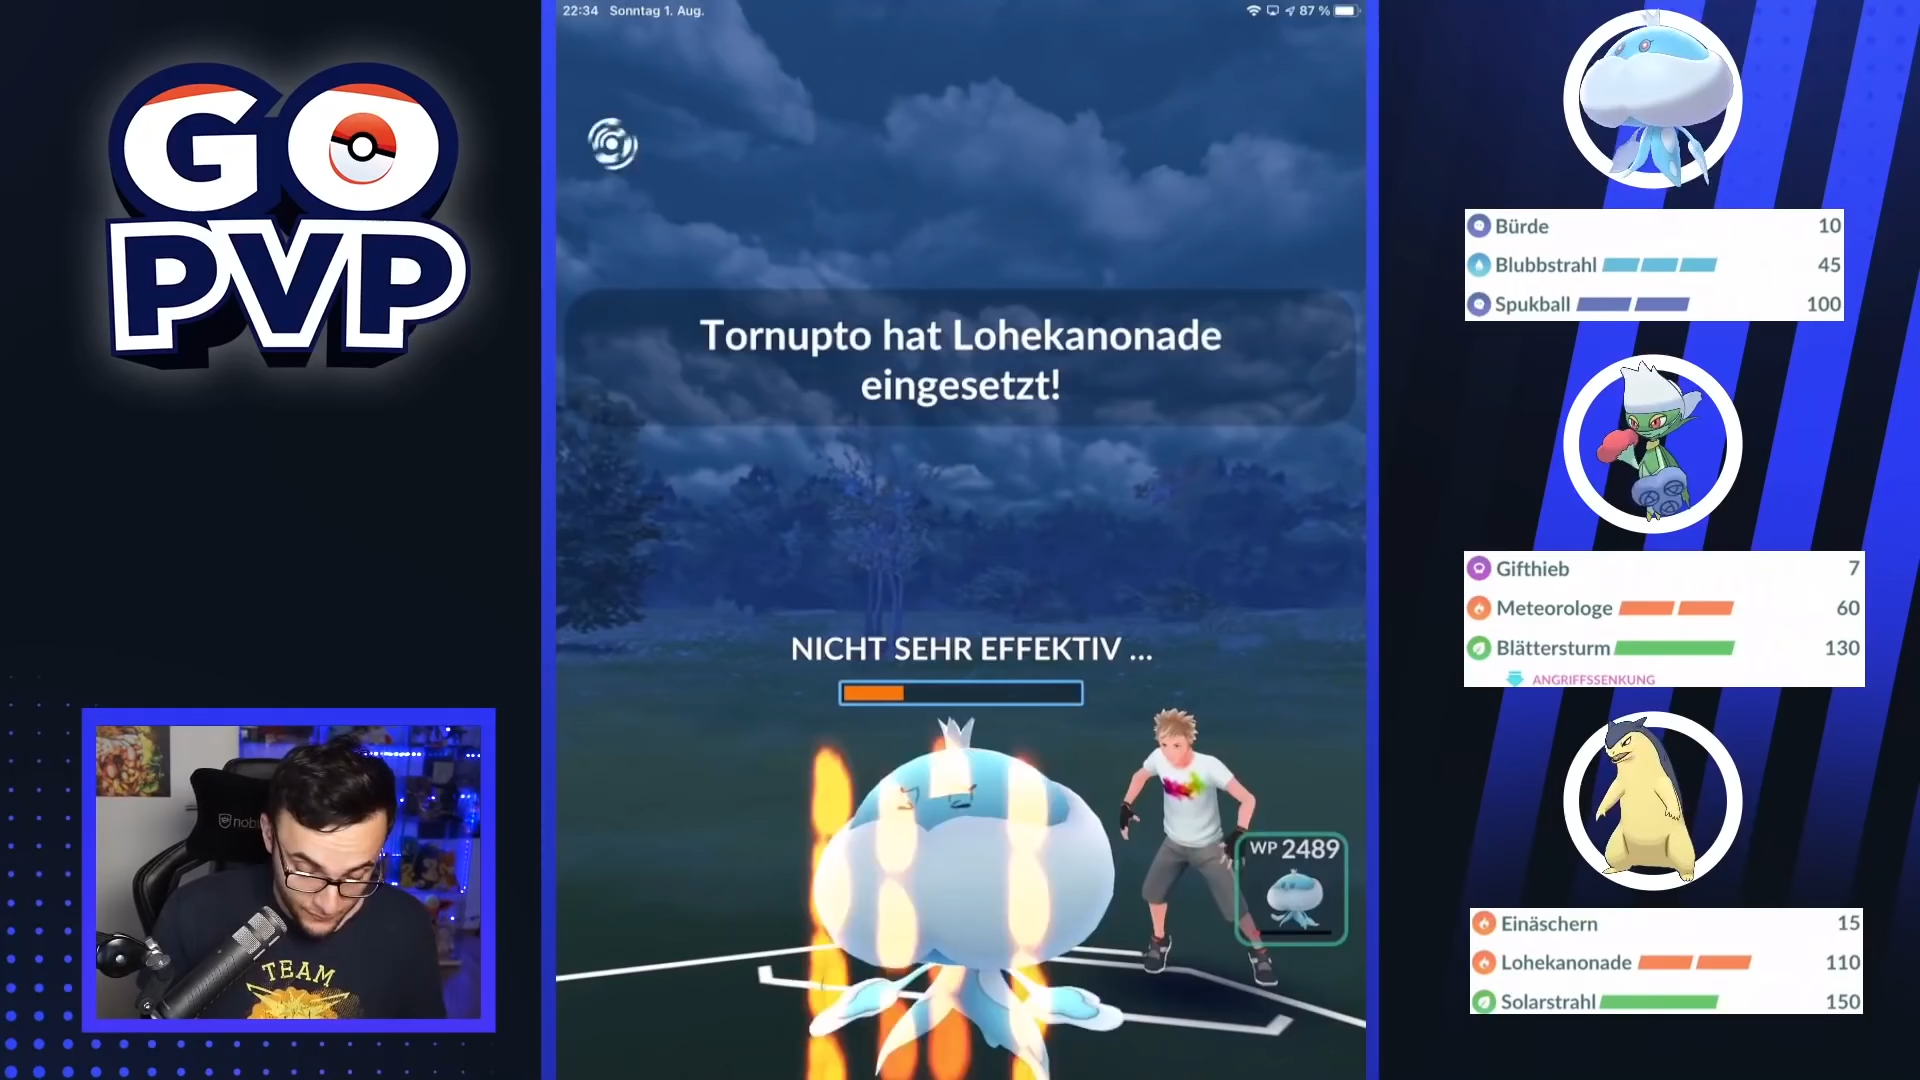 22:34 Sonntag 1. Aug.
87 %
GO
PVP
Tornupto hat Lohekanonade
eingesetzt!
NICHT SEHR EFFEKTIV ...
WP 2489
Bürde 10
Blubbstrahl 45
Spukball 100
Gifthieb 7
Meteorologe 60
Blättersturm 130
ANGRIFFSSENKUNG
Einäschern 15
Lohekanonade 110
Solarstrahl 150
TEAM